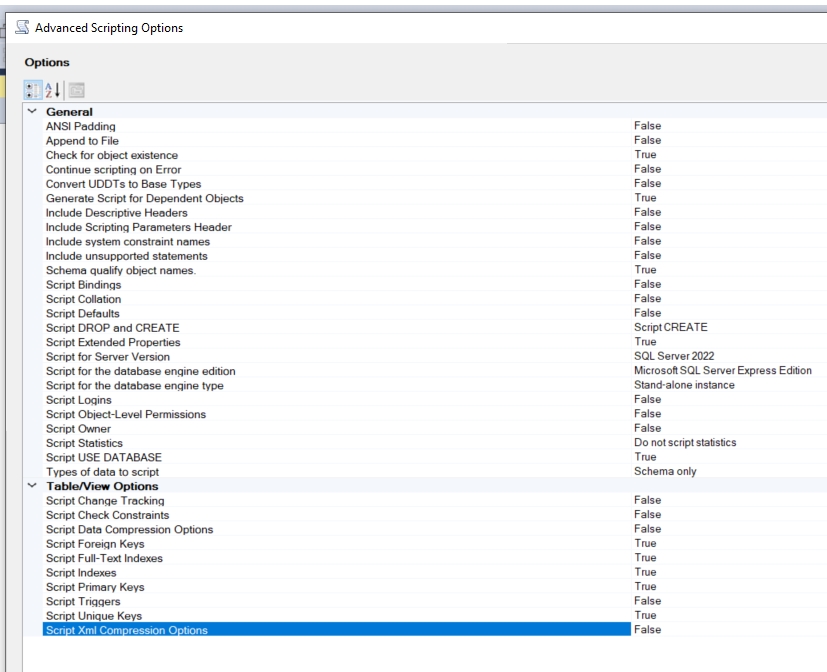 Advanced Scripting Options
Options
General
ANSI Padding False
Append to File False
Check for object existence True
Continue scripting on Error False
Convert UDDTs to Base Types False
Generate Script for Dependent Objects True
Include Descriptive Headers False
Include Scripting Parameters Header False
Include system constraint names False
Include unsupported statements False
Schema qualify object names. True
Script Bindings False
Script Collation False
Script Defaults False
Script DROP and CREATE Script CREATE
Script Extended Properties True
Script for Server Version SQL Server 2022
Script for the database engine edition Microsoft SQL Server Express Edition
Script for the database engine type Stand-alone instance
Script Logins False
Script Object-Level Permissions False
Script Owner False
Script Statistics Do not script statistics
Script USE DATABASE True
Types of data to script Schema only
Table/View Options
Script Change Tracking False
Script Check Constraints False
Script Data Compression Options False
Script Foreign Keys True
Script Full-Text Indexes True
Script Indexes True
Script Primary Keys True
Script Triggers False
Script Unique Keys True
Script Xml Compression Options False